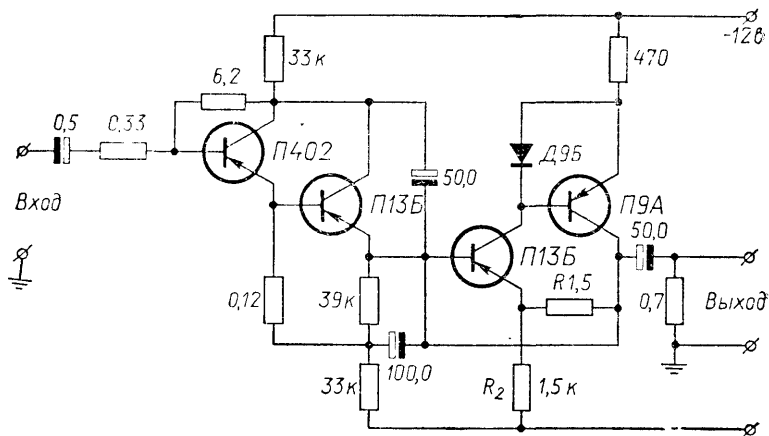 -12в
33к
470
6,2
0,5
0,33
П402
Д9Б
50,0
Вход
П13Б
П9А
50,0
П13Б
R1,5
0,12
39к
0,7
Выход
100,0
33к
R₂
1,5к